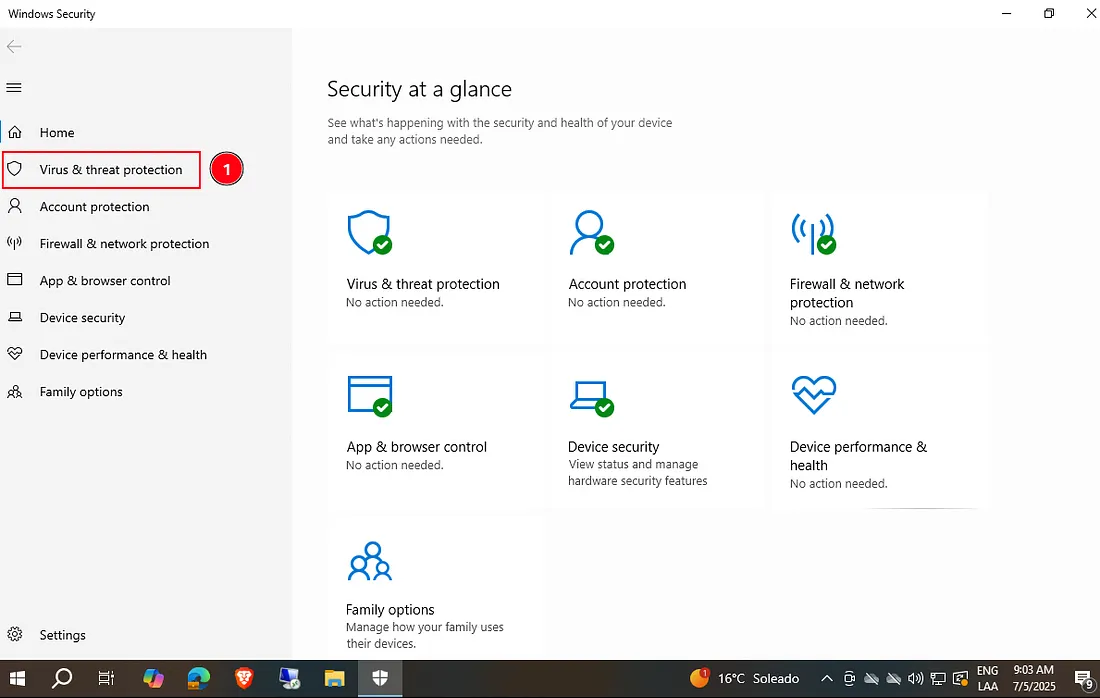 Windows Security
Home
Virus & threat protection
1
Account protection
Firewall & network protection
App & browser control
Device security
Device performance & health
Family options
Settings
Security at a glance
See what's happening with the security and health of your device
and take any actions needed.
Virus & threat protection
No action needed.
Account protection
No action needed.
Firewall & network
protection
No action needed.
App & browser control
No action needed.
Device security
View status and manage
hardware security features
Device performance &
health
No action needed.
Family options
Manage how your family uses
their devices.
1
16°C Soleado
ENG
LAA
9:03 AM
7/5/2025
9